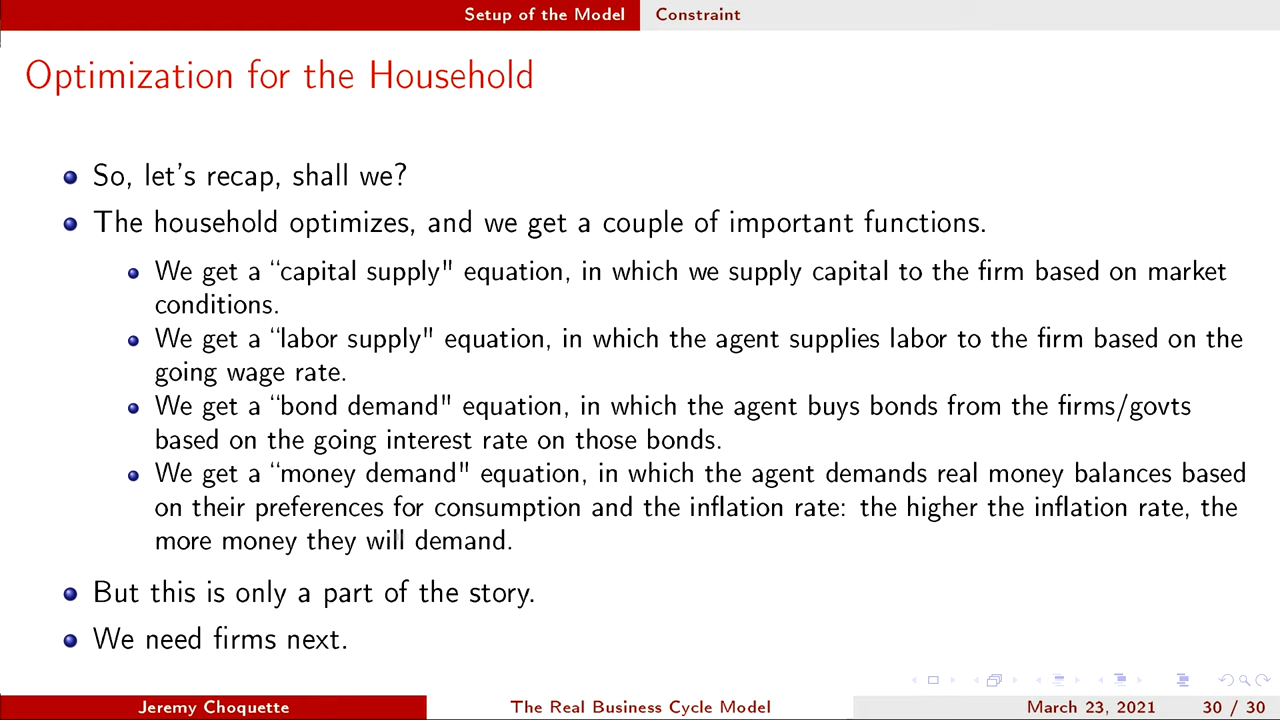 Setup of the Model Constraint
Optimization for the Household
So, let's recap, shall we?
The household optimizes, and we get a couple of important functions.
We get a “capital supply" equation, in which we supply capital to the firm based on market
conditions.
We get a “labor supply" equation, in which the agent supplies labor to the firm based on the
going wage rate.
We get a “bond demand" equation, in which the agent buys bonds from the firms/govts
based on the going interest rate on those bonds.
We get a “money demand" equation, in which the agent demands real money balances based
on their preferences for consumption and the inflation rate: the higher the inflation rate, the
more money they will demand.
But this is only a part of the story.
We need firms next.
Jeremy Choquette The Real Business Cycle Model March 23, 2021 30 / 30